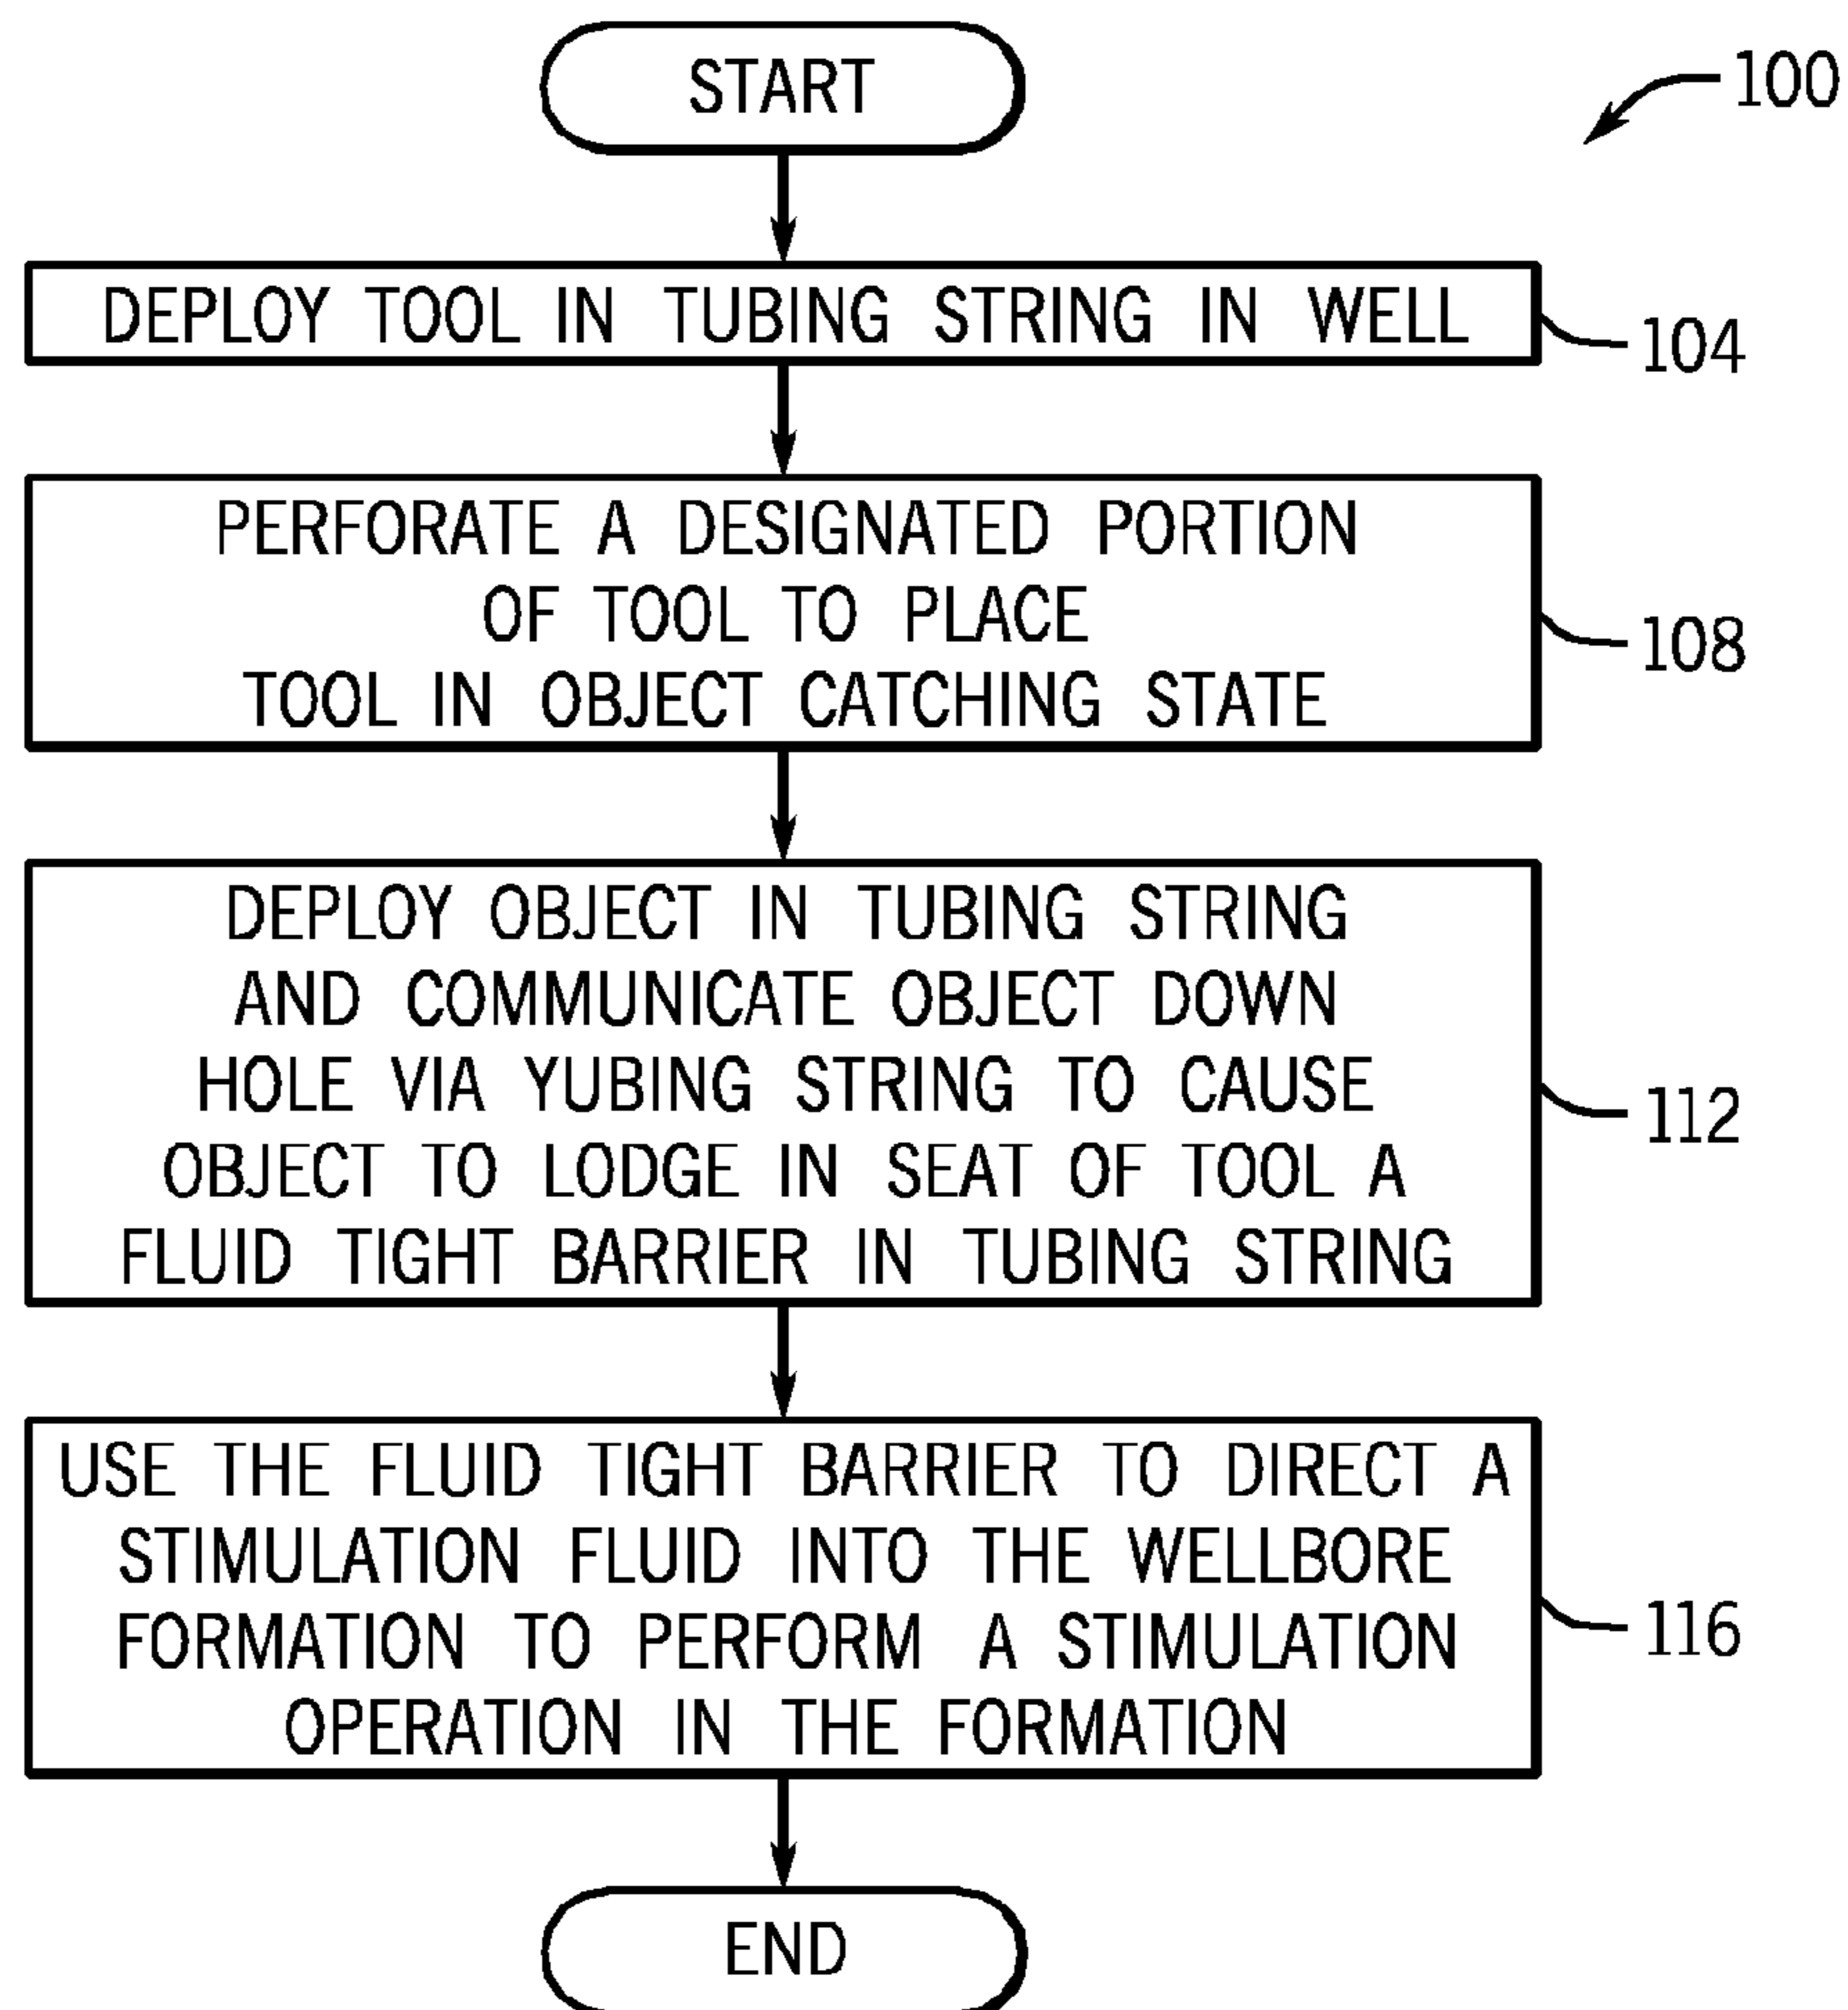 START
100
DEPLOY TOOL IN TUBING STRING IN WELL
104
PERFORATE A DESIGNATED PORTION
OF TOOL TO PLACE
TOOL IN OBJECT CATCHING STATE
108
DEPLOY OBJECT IN TUBING STRING
AND COMMUNICATE OBJECT DOWN
HOLE VIA YUBING STRING TO CAUSE
OBJECT TO LODGE IN SEAT OF TOOL A
FLUID TIGHT BARRIER IN TUBING STRING
112
USE THE FLUID TIGHT BARRIER TO DIRECT A
STIMULATION FLUID INTO THE WELLBORE
FORMATION TO PERFORM A STIMULATION
OPERATION IN THE FORMATION
116
END